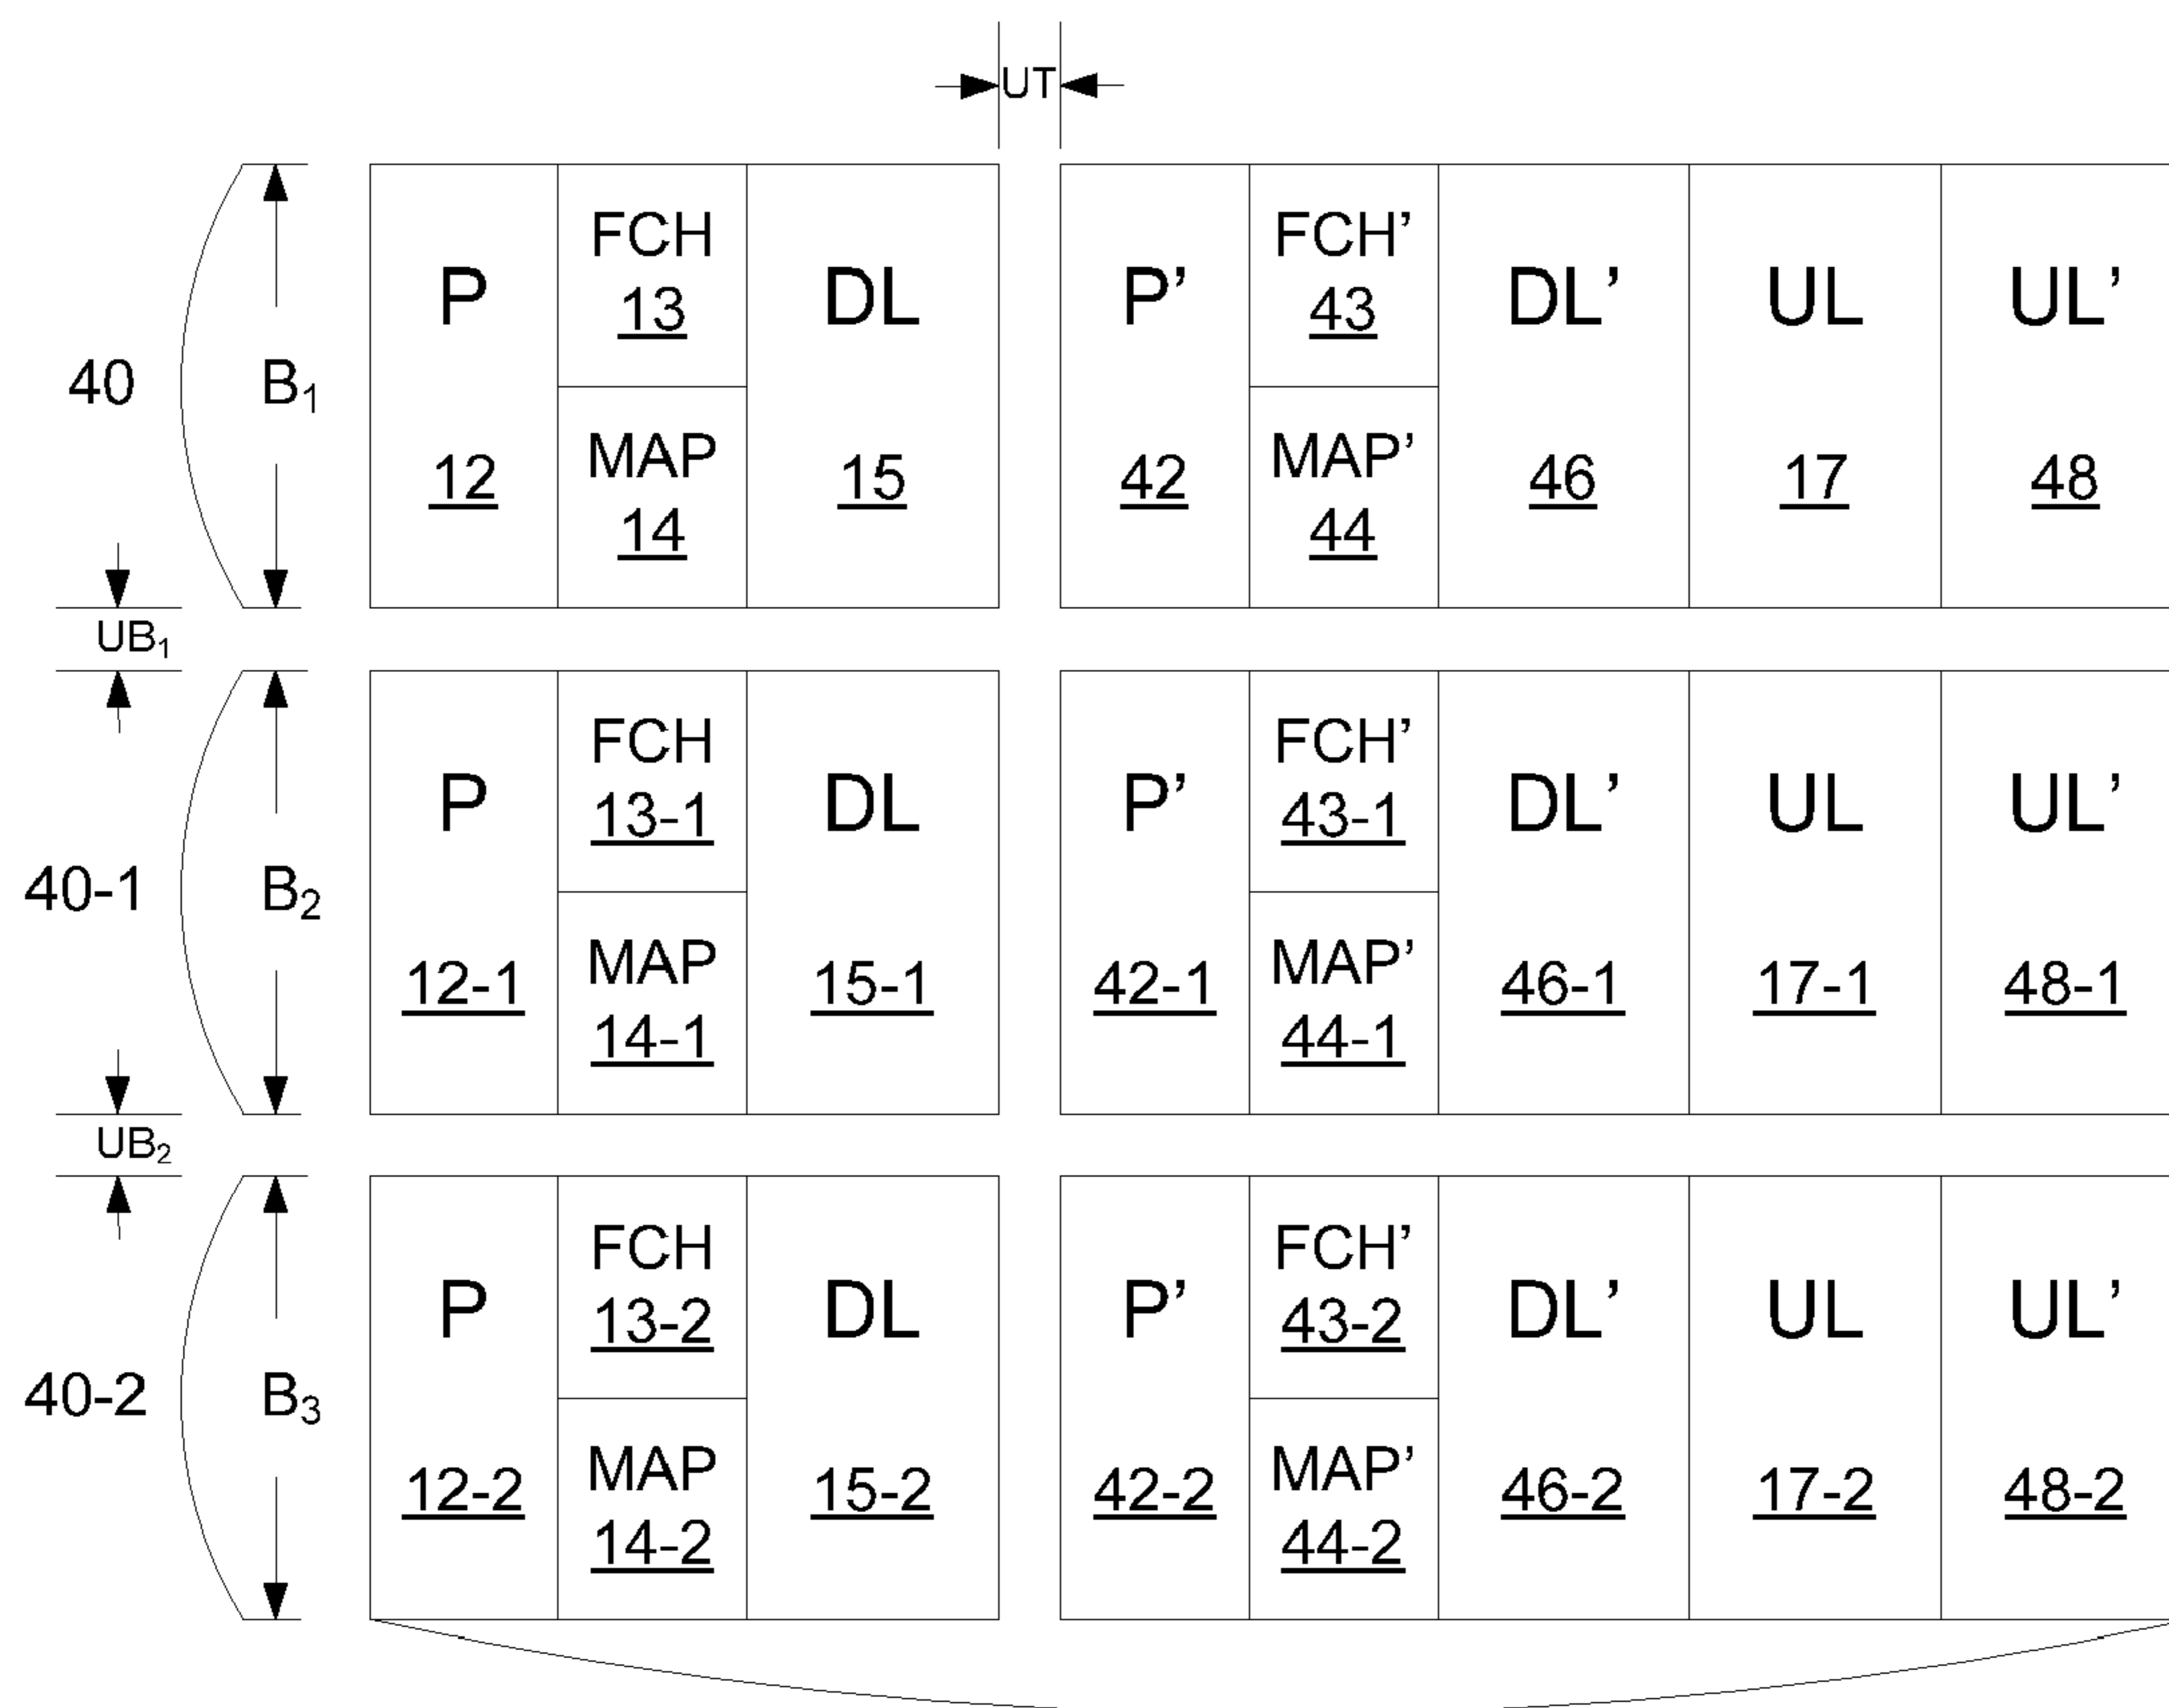 UT
40
B₁
P
12
FCH
13
MAP
14
DL
15
P’
42
FCH’
43
MAP’
44
DL’
46
UL
17
UL’
48
UB₁
40-1
B₂
P
12-1
FCH
13-1
MAP
14-1
DL
15-1
P’
42-1
FCH’
43-1
MAP’
44-1
DL’
46-1
UL
17-1
UL’
48-1
UB₂
40-2
B₃
P
12-2
FCH
13-2
MAP
14-2
DL
15-2
P’
42-2
FCH’
43-2
MAP’
44-2
DL’
46-2
UL
17-2
UL’
48-2